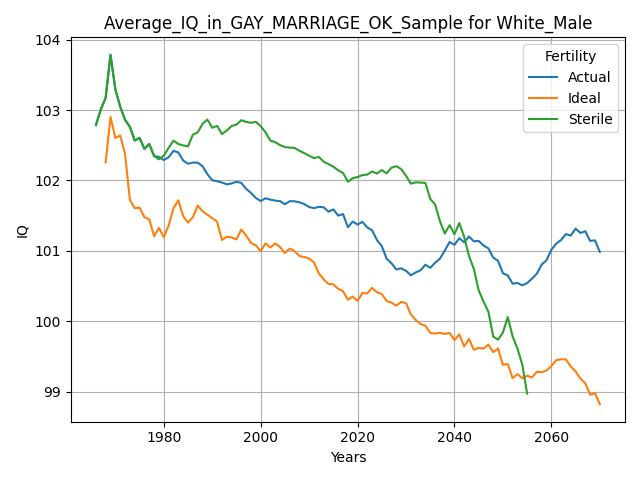 Average_IQ_in_GAY_MARRIAGE_OK_Sample for White_Male
104
103
102
101
100
99
IQ
1980
2000
2020
2040
2060
Years
Fertility
Actual
Ideal
Sterile